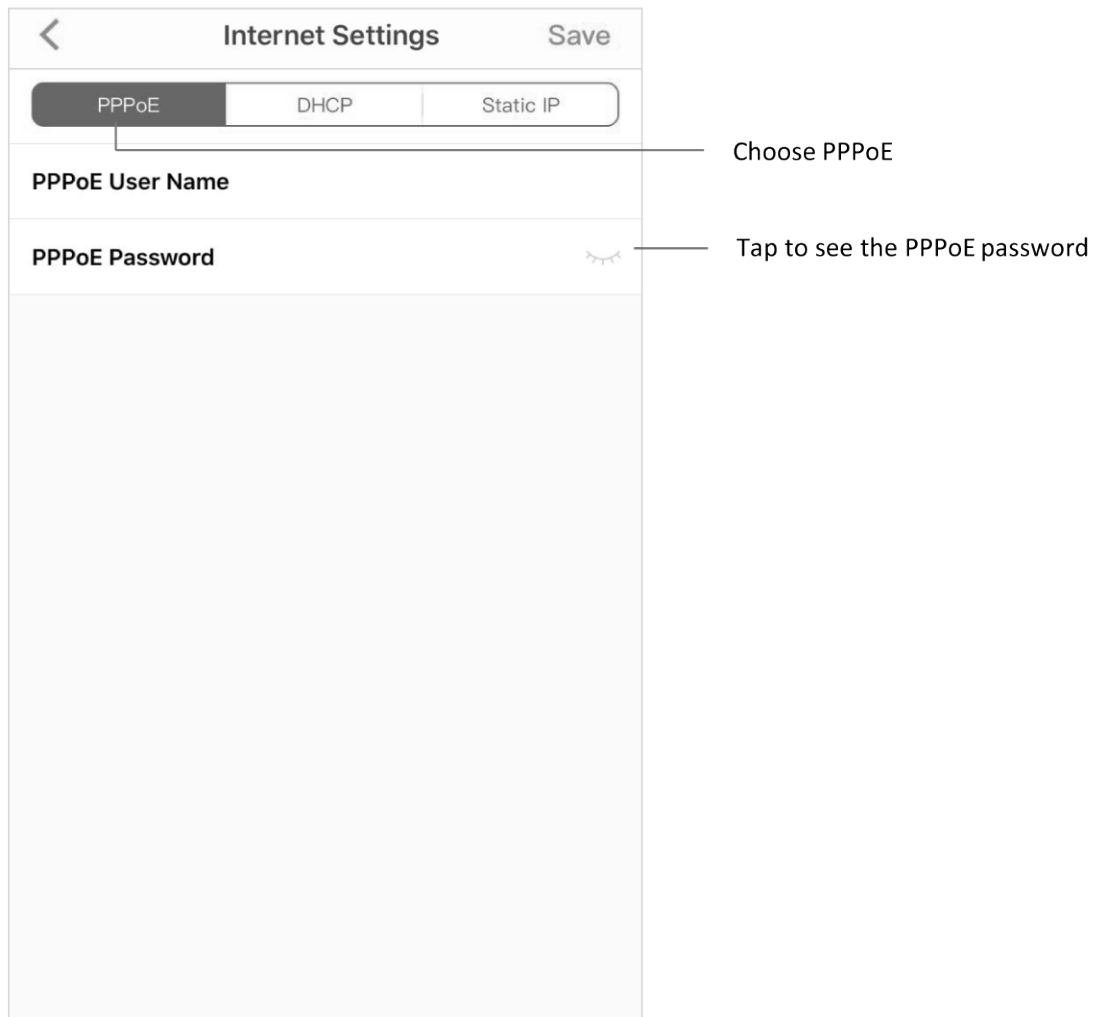 Internet Settings Save
PPPoE DHCP Static IP
Choose PPPoE
PPPoE User Name
PPPoE Password
Tap to see the PPPoE password